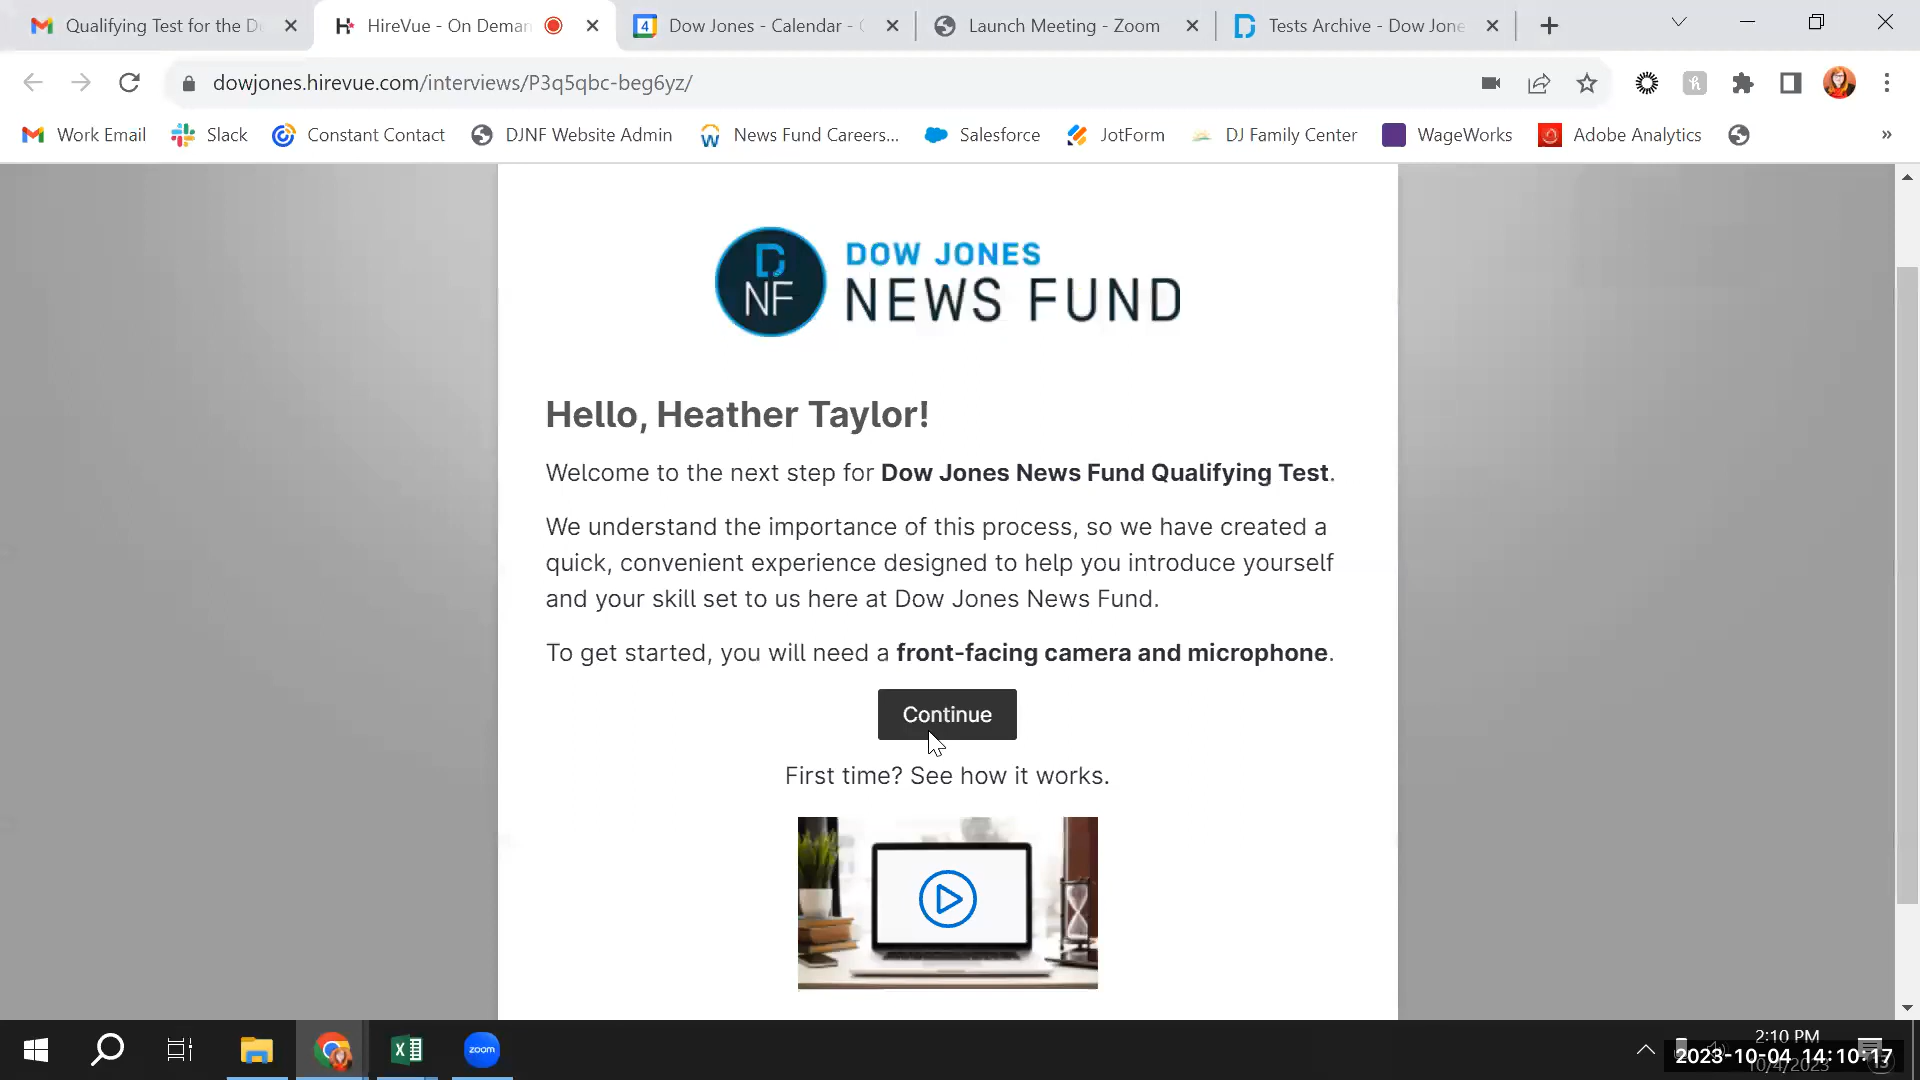 Qualifying Test for the D
HireVue - On Deman
Dow Jones - Calendar -
Launch Meeting - Zoom
Tests Archive - Dow Jone
dowjones.hirevue.com/interviews/P3q5qbc-beg6yz/
Work Email
Slack
Constant Contact
DJNF Website Admin
News Fund Careers...
Salesforce
JotForm
DJ Family Center
WageWorks
Adobe Analytics
»
D
NF
DOW JONES
NEWS FUND
Hello, Heather Taylor!
Welcome to the next step for Dow Jones News Fund Qualifying Test.
We understand the importance of this process, so we have created a
quick, convenient experience designed to help you introduce yourself
and your skill set to us here at Dow Jones News Fund.
To get started, you will need a front-facing camera and microphone.
Continue
First time? See how it works.
zoom
2:10 PM
2023-10-04 14:10:17
10/4/2023
13